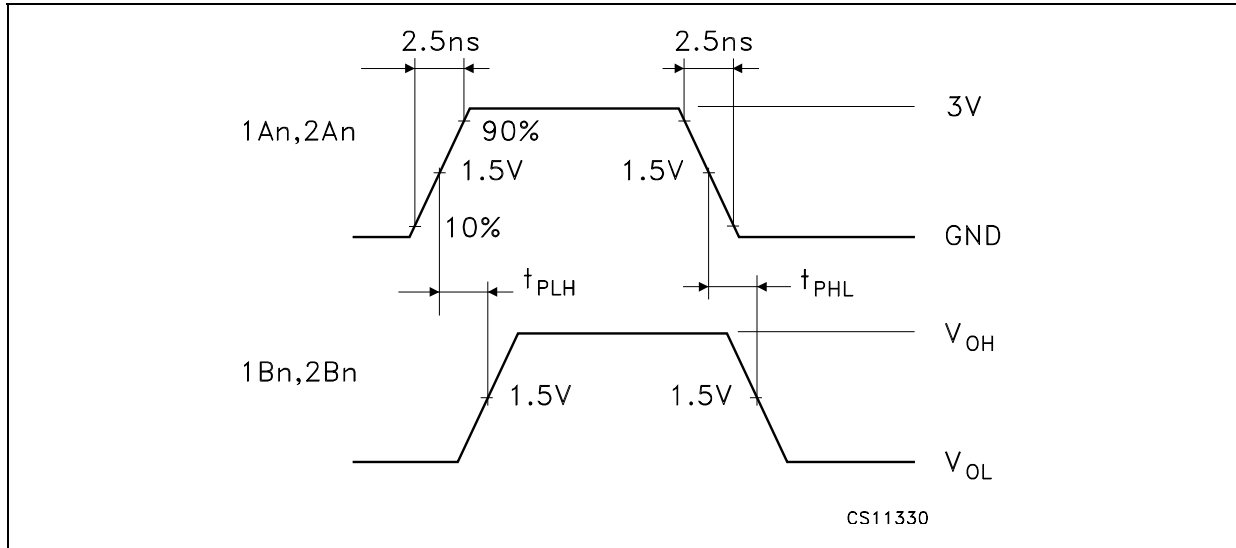 2.5ns 2.5ns
3V
1An,2An 90%
1.5V 1.5V
10% GND
tPLH tPHL
VOH
1Bn,2Bn
1.5V 1.5V
VOL
CS11330